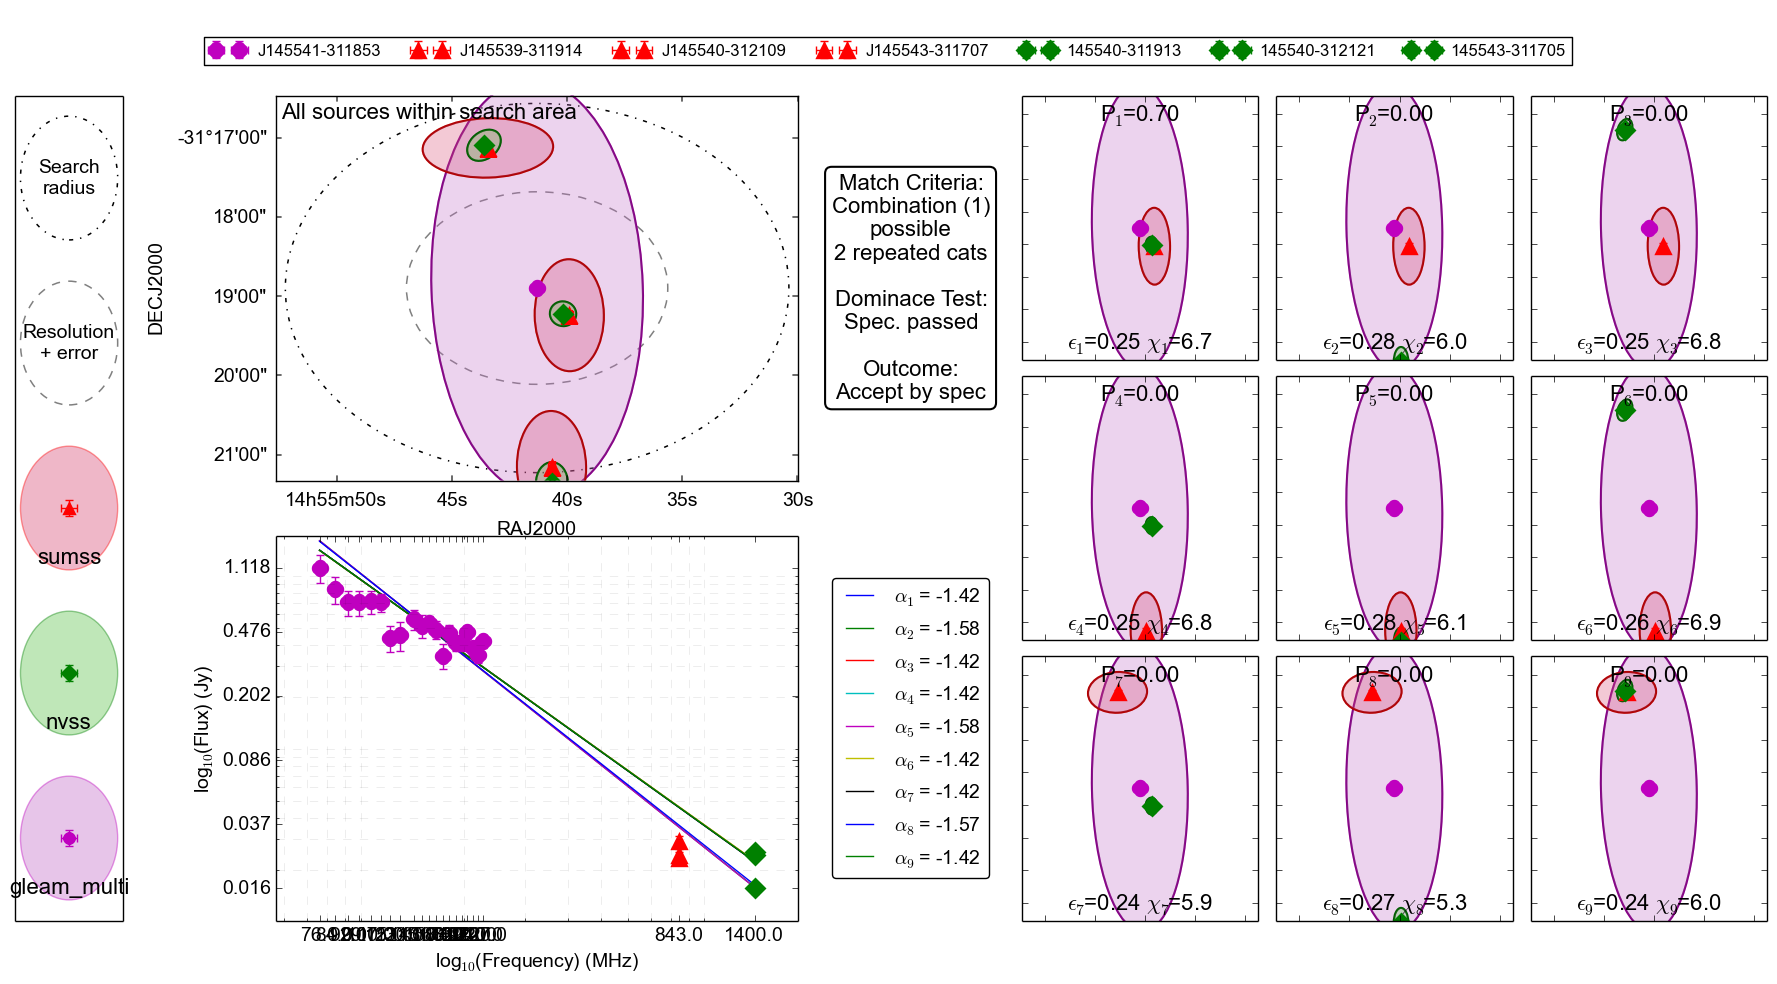 J145541-311853 J145539-311914 J145540-312109 J145543-311707 145540-311913 145540-312121 145543-311705
Search
radius
Resolution
+ error
sumss
nvss
gleam_multi
All sources within search area
-31°17'00"
18'00"
19'00"
20'00"
21'00"
DECJ2000
14h55m50s 45s 40s 35s 30s
RAJ2000
Match Criteria:
Combination (1)
possible
2 repeated cats
Dominace Test:
Spec. passed
Outcome:
Accept by spec
1.118
0.476
0.202
0.086
0.037
0.016
log10(Flux) (Jy)
843.0 1400.0
log10(Frequency) (MHz)
α1 = -1.42
α2 = -1.58
α3 = -1.42
α4 = -1.42
α5 = -1.58
α6 = -1.42
α7 = -1.42
α8 = -1.57
α9 = -1.42
P1=0.70
ϵ1=0.25 χ1=6.7
P2=0.00
ϵ2=0.28 χ2=6.0
P3=0.00
ϵ3=0.25 χ3=6.8
P4=0.00
ϵ4=0.25 χ4=6.8
P5=0.00
ϵ5=0.28 χ5=6.1
P6=0.00
ϵ6=0.26 χ6=6.9
P7=0.00
ϵ7=0.24 χ7=5.9
P8=0.00
ϵ8=0.27 χ8=5.3
P9=0.00
ϵ9=0.24 χ9=6.0